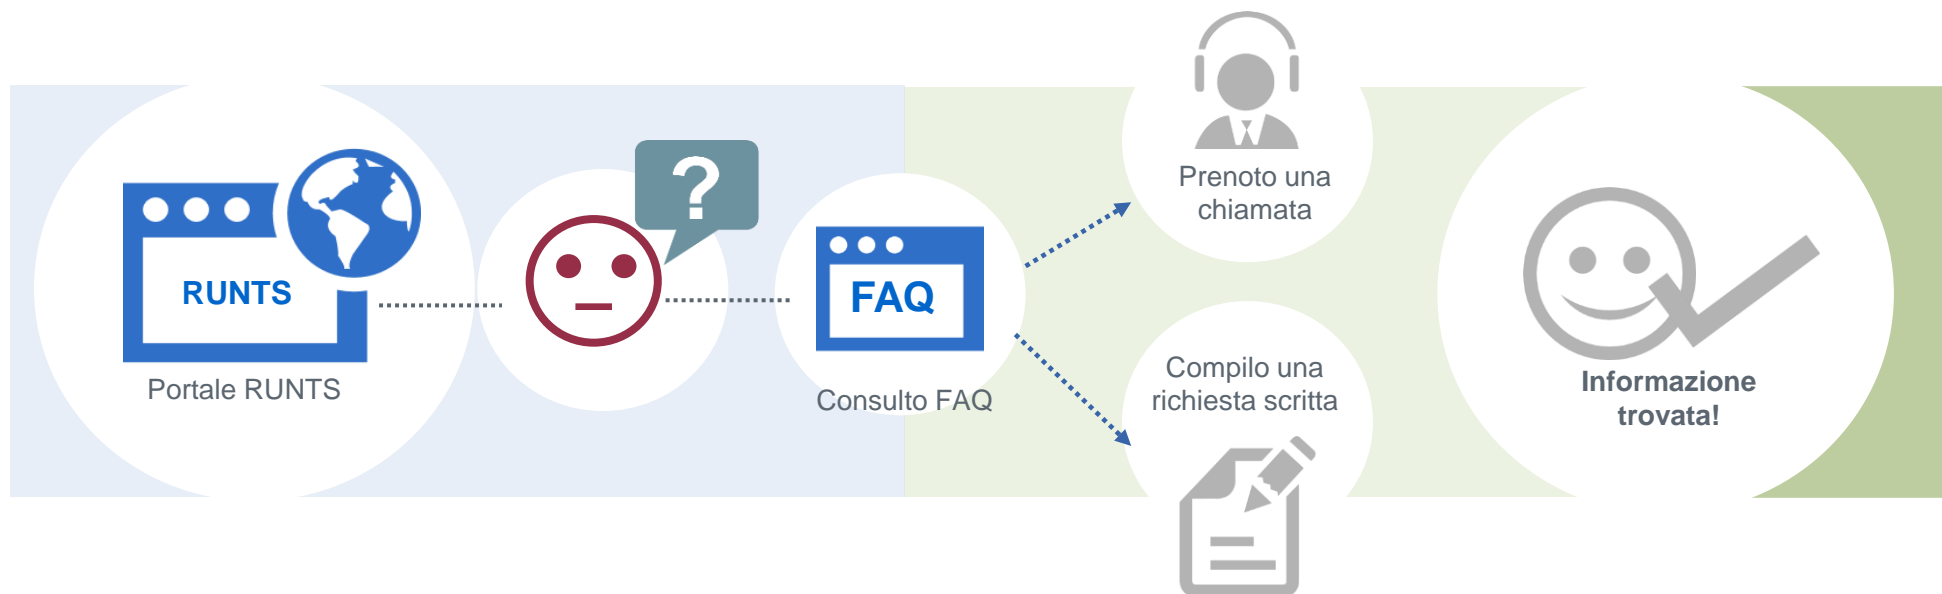 RUNTS
Portale RUNTS
?
FAQ
Consulto FAQ
Prenoto una
chiamata
Compilo una
richiesta scritta
Informazione
trovata!